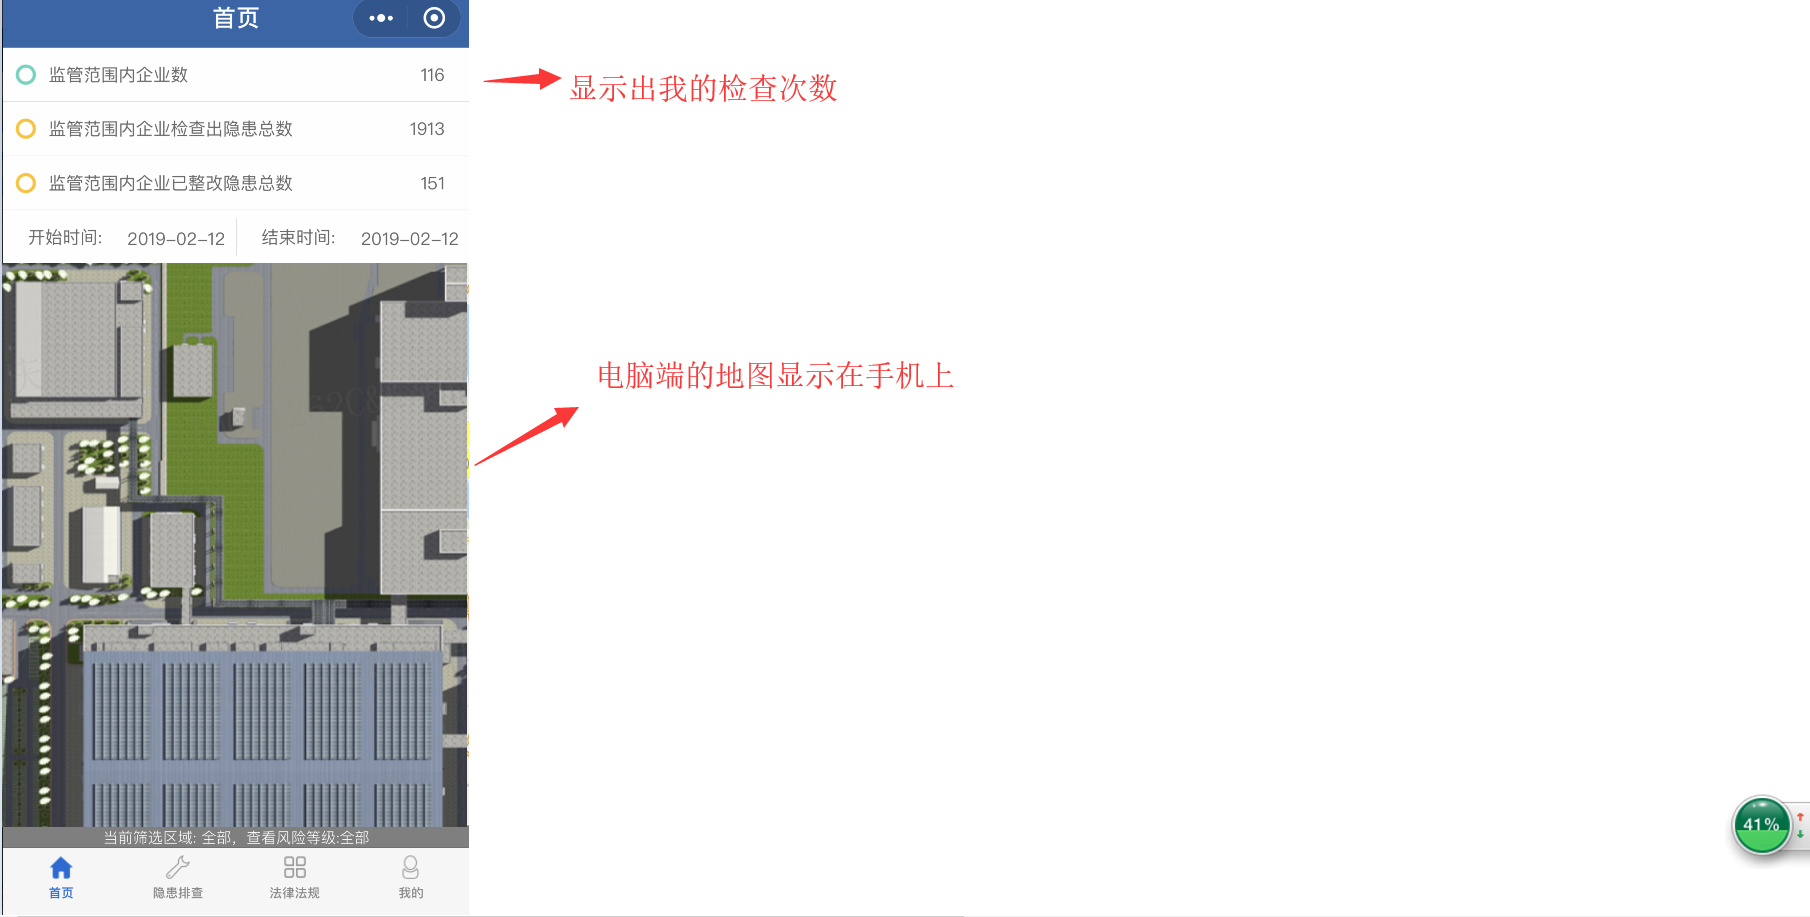 首页
监管范围内企业数 116
显示出我的检查次数
监管范围内企业检查出隐患总数 1913
监管范围内企业已整改隐患总数 151
开始时间: 2019-02-12 结束时间: 2019-02-12
电脑端的地图显示在手机上
当前筛选区域: 全部，查看风险等级:全部
41%
首页 隐患排查 法律法规 我的